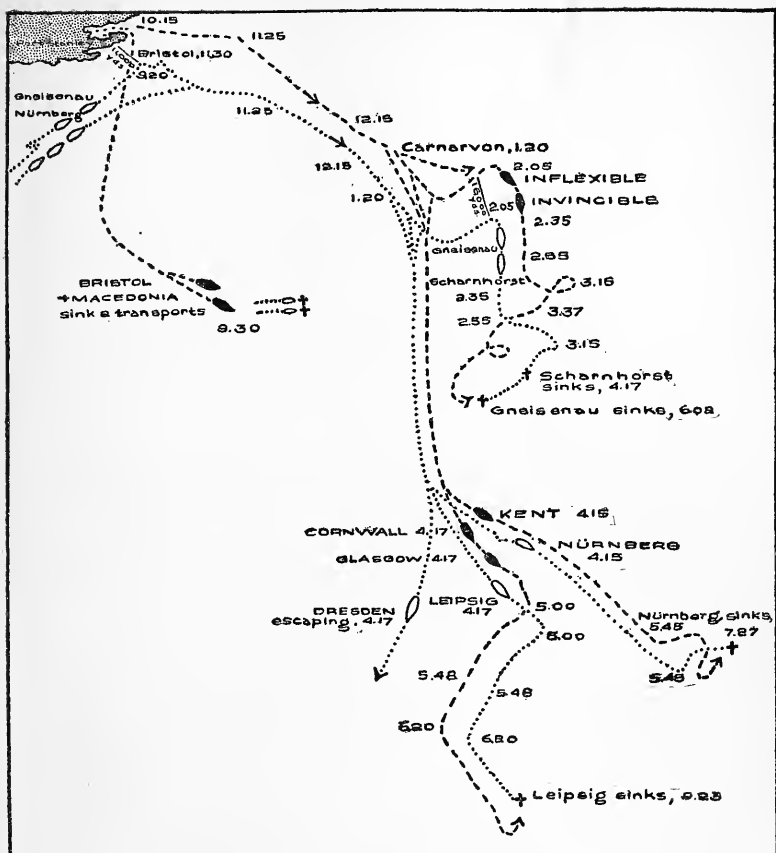 10.15
11.25
Bristol, 11.30
9.20
Gneisenau
Nürnberg
11.25
12.15
Carnarvon, 1.20
12.15
1.20
2.05
INFLEXIBLE
INVINCIBLE
2.05
2.35
Gneisenau
2.55
Scharnhorst
2.35
3.15
2.55
3.37
3.15
BRISTOL
+MACEDONIA
sink 2 transports
9.30
Scharnhorst
sinks, 4.17
Gneisenau sinks, 6.02
KENT 4.15
CORNWALL 4.17
NÜRNBERG
4.15
GLASGOW 4.17
LEIPSIG
4.17
DRESDEN
escaping, 4.17
5.00
5.00
Nürnberg sinks,
7.27
5.45
5.45
5.48
5.48
6.20
6.20
Leipsig sinks, 9.23